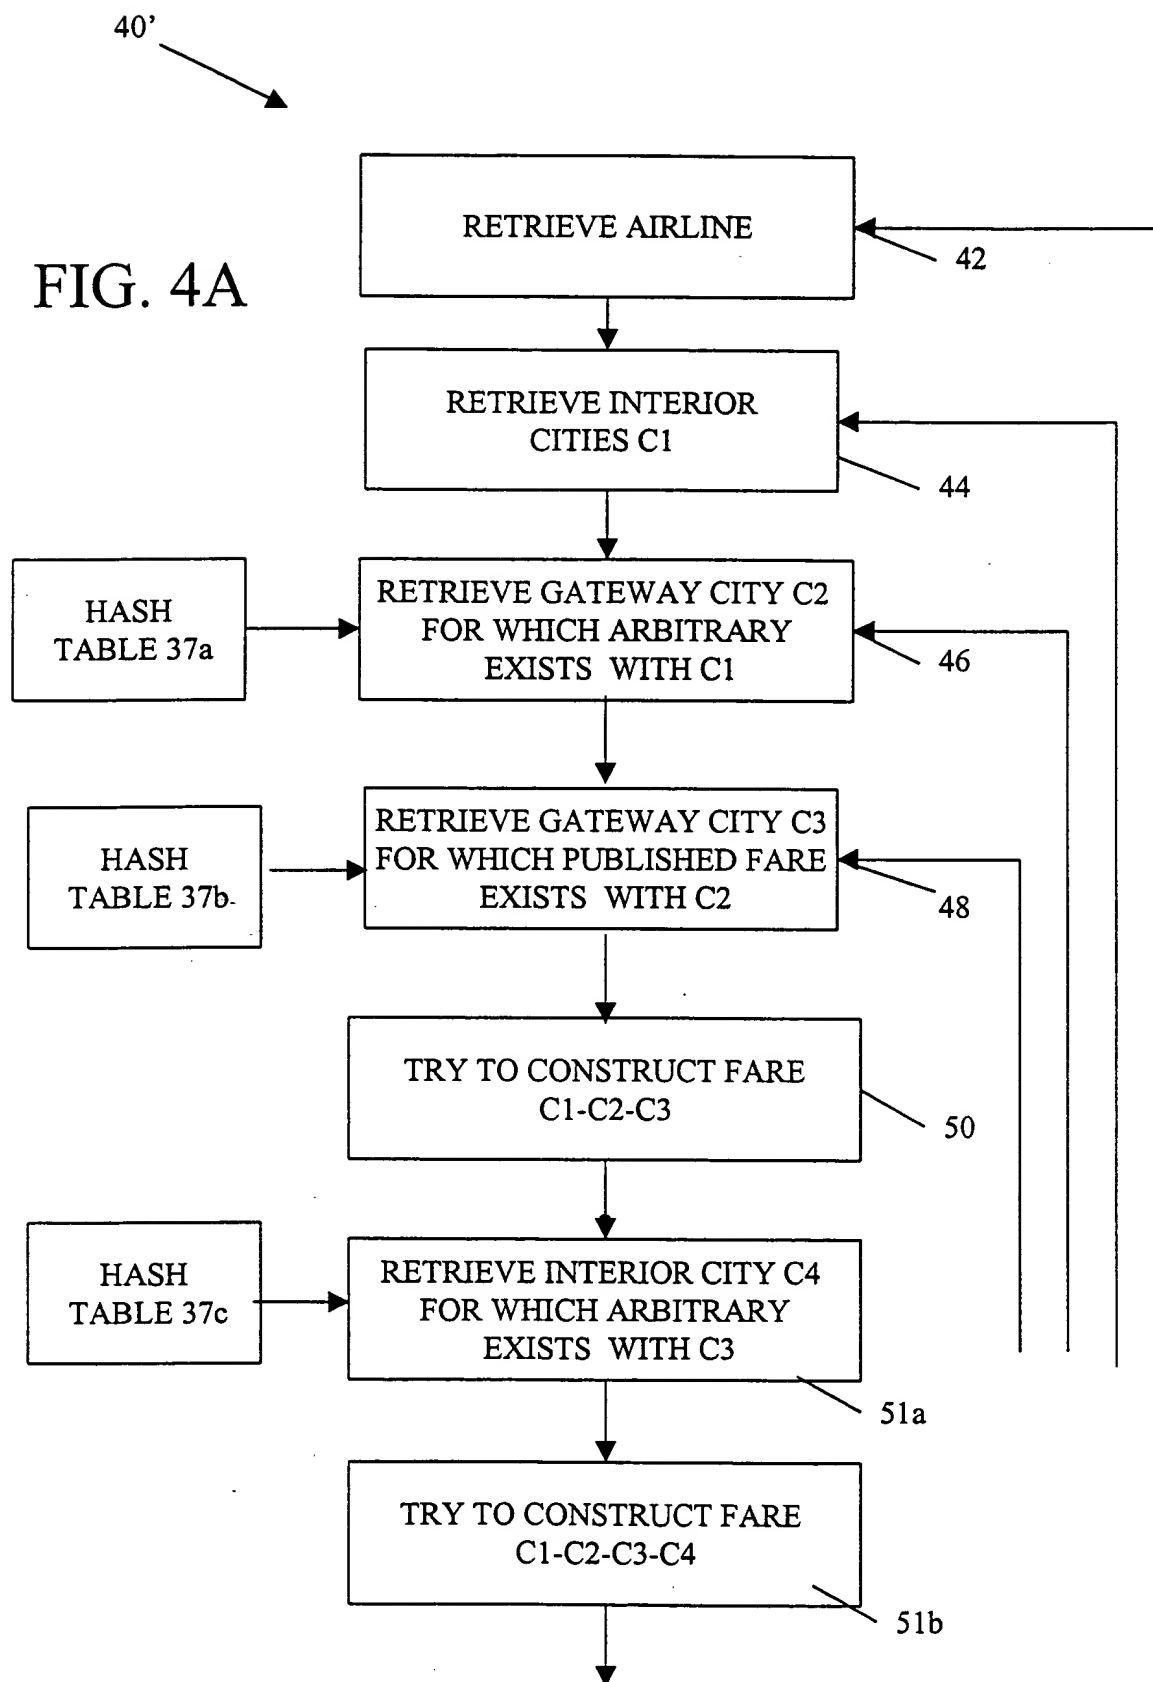 40’
RETRIEVE AIRLINE
42
FIG. 4A
RETRIEVE INTERIOR
CITIES C1
44
HASH
TABLE 37a
RETRIEVE GATEWAY CITY C2
FOR WHICH ARBITRARY
EXISTS WITH C1
46
HASH
TABLE 37b
RETRIEVE GATEWAY CITY C3
FOR WHICH PUBLISHED FARE
EXISTS WITH C2
48
TRY TO CONSTRUCT FARE
C1-C2-C3
50
HASH
TABLE 37c
RETRIEVE INTERIOR CITY C4
FOR WHICH ARBITRARY
EXISTS WITH C3
51a
TRY TO CONSTRUCT FARE
C1-C2-C3-C4
51b